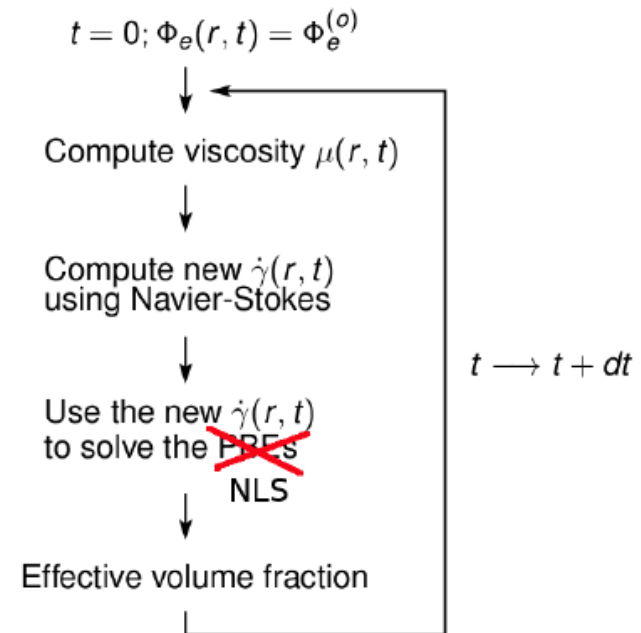 t = 0; Φₑ(r, t) = Φₑ⁽ᵒ⁾
Compute viscosity μ(r, t)
Compute new γ̇(r, t)
using Navier-Stokes
t ⟶ t + dt
Use the new γ̇(r, t)
to solve the PBEs
NLS
Effective volume fraction